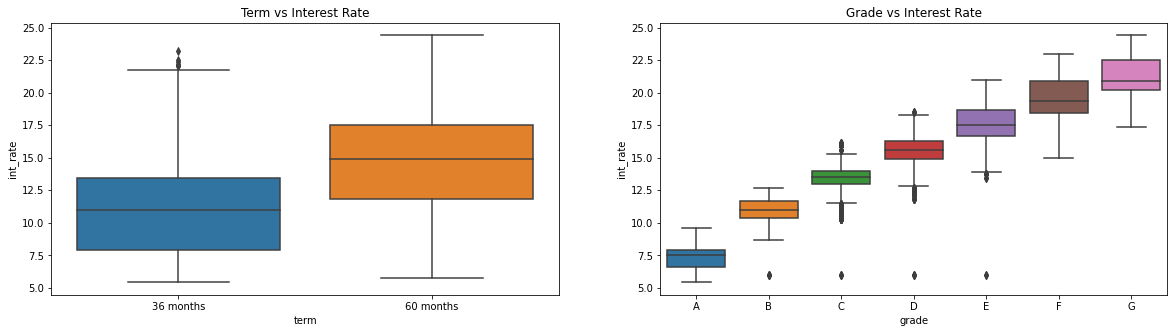 Term vs Interest Rate
25.0
22.5
20.0
17.5
15.0
12.5
10.0
7.5
5.0
int_rate
36 months
60 months
term
Grade vs Interest Rate
25.0
22.5
20.0
17.5
15.0
12.5
10.0
7.5
5.0
int_rate
A
B
C
D
E
F
G
grade